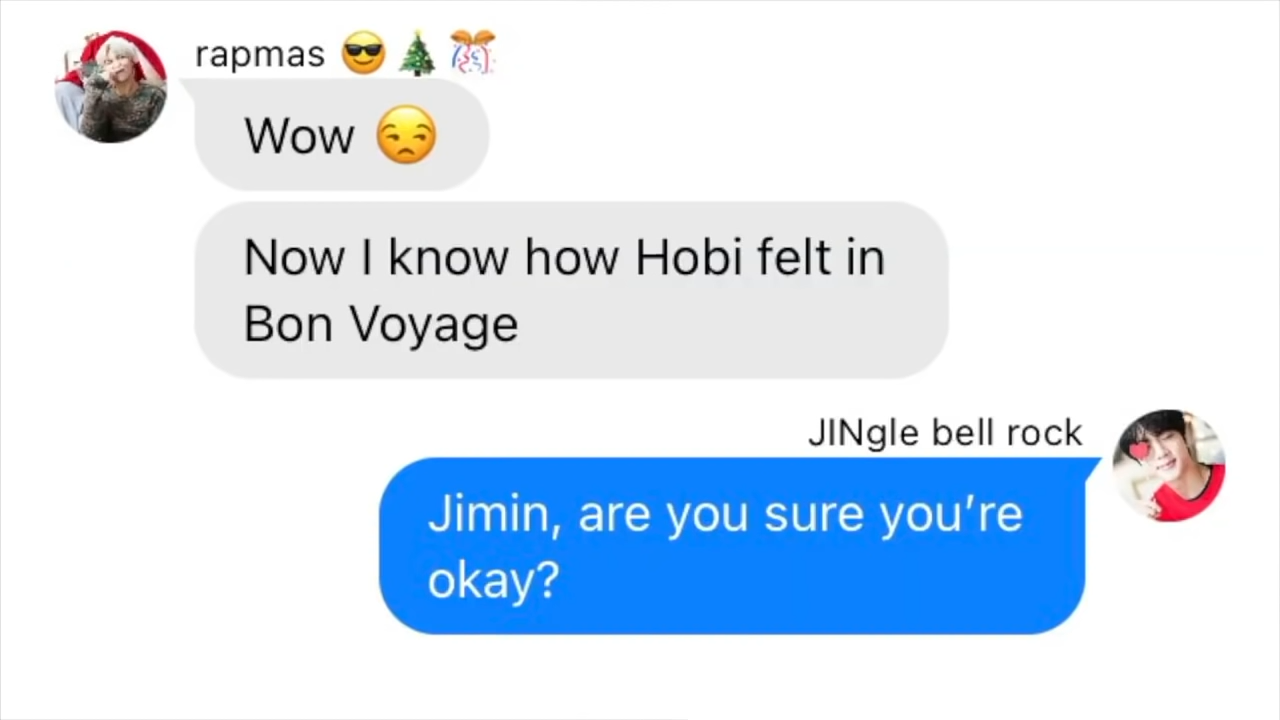 rapmas 😎🎄🎊
Wow 😒
Now I know how Hobi felt in
Bon Voyage
JINgle bell rock
Jimin, are you sure you’re
okay?